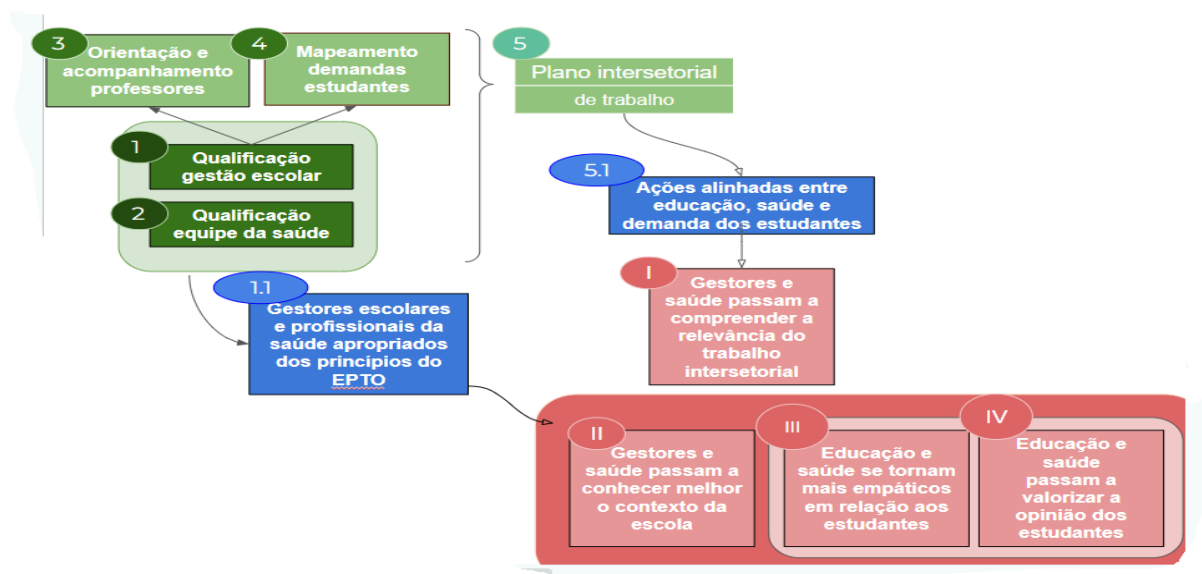 3
Orientação e
acompanhamento
professores
4
Mapeamento
demandas
estudantes
5
Plano intersetorial
de trabalho
1
Qualificação
gestão escolar
2
Qualificação
equipe da saúde
5.1
Ações alinhadas entre
educação, saúde e
demanda dos estudantes
1.1
Gestores escolares
e profissionais da
saúde apropriados
dos principios do
EPTO
I
Gestores e
saúde passam a
compreender a
relevância do
trabalho
intersetorial
II
Gestores e
saúde passam a
conhecer melhor
o contexto da
escola
III
Educação e
saúde se tornam
mais empáticos
em relação aos
estudantes
IV
Educação e
saúde
passam a
valorizar a
opinião dos
estudantes